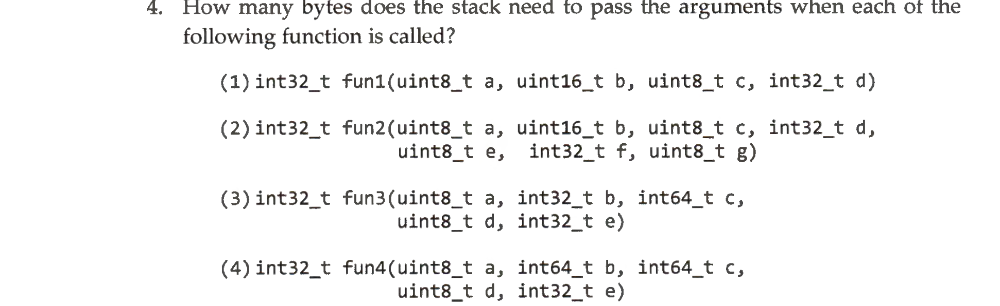 4. How many bytes does the stack need to pass the arguments when each of the
following function is called?
(1) int32_t fun1(uint8_t a, uint16_t b, uint8_t c, int32_t d)
(2) int32_t fun2(uint8_t a, uint16_t b, uint8_t c, int32_t d,
uint8_t e, int32_t f, uint8_t g)
(3) int32_t fun3(uint8_t a, int32_t b, int64_t c,
uint8_t d, int32_t e)
(4) int32_t fun4(uint8_t a, int64_t b, int64_t c,
uint8_t d, int32_t e)